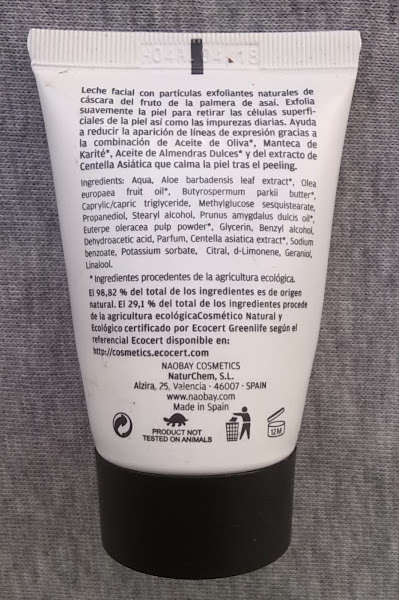 Leche facial con partículas exfoliantes naturales de
cáscara del fruto de la palmera de asaí. Exfolia
suavemente la piel para retirar las células superfi-
ciales de la piel así como las impurezas diarias. Ayuda
a reducir la aparición de líneas de expresión gracias a
la combinación de Aceite de Oliva*, Manteca de
Karité*, Aceite de Almendras Dulces* y del extracto de
Centella Asiática que calma la piel tras el peeling.
Ingredients: Aqua, Aloe barbadensis leaf extract*, Olea
europaea fruit oil*, Butyrospermum parkii butter*,
Caprylic/capric triglyceride, Methylglucose sesquistearate,
Propanediol, Stearyl alcohol, Prunus amygdalus dulcis oil*,
Euterpe oleracea pulp powder*, Glycerin, Benzyl alcohol,
Dehydroacetic acid, Parfum, Centella asiatica extract*, Sodium
benzoate, Potassium sorbate, Citral, d-Limonene, Geraniol,
Linalool.
* Ingredientes procedentes de la agricultura ecológica.
El 98,82 % del total de los ingredientes es de origen
natural. El 29,1 % del total de los ingredientes procede
de la agricultura ecológicaCosmético Natural y
Ecológico certificado por Ecocert Greenlife según el
referencial Ecocert disponible en:
http://cosmetics.ecocert.com
NAOBAY COSMETICS
NaturChem, S.L.
Alzira, 25, Valencia · 46007 · SPAIN
www.naobay.com
Made in Spain
PRODUCT NOT
TESTED ON ANIMALS
12 M